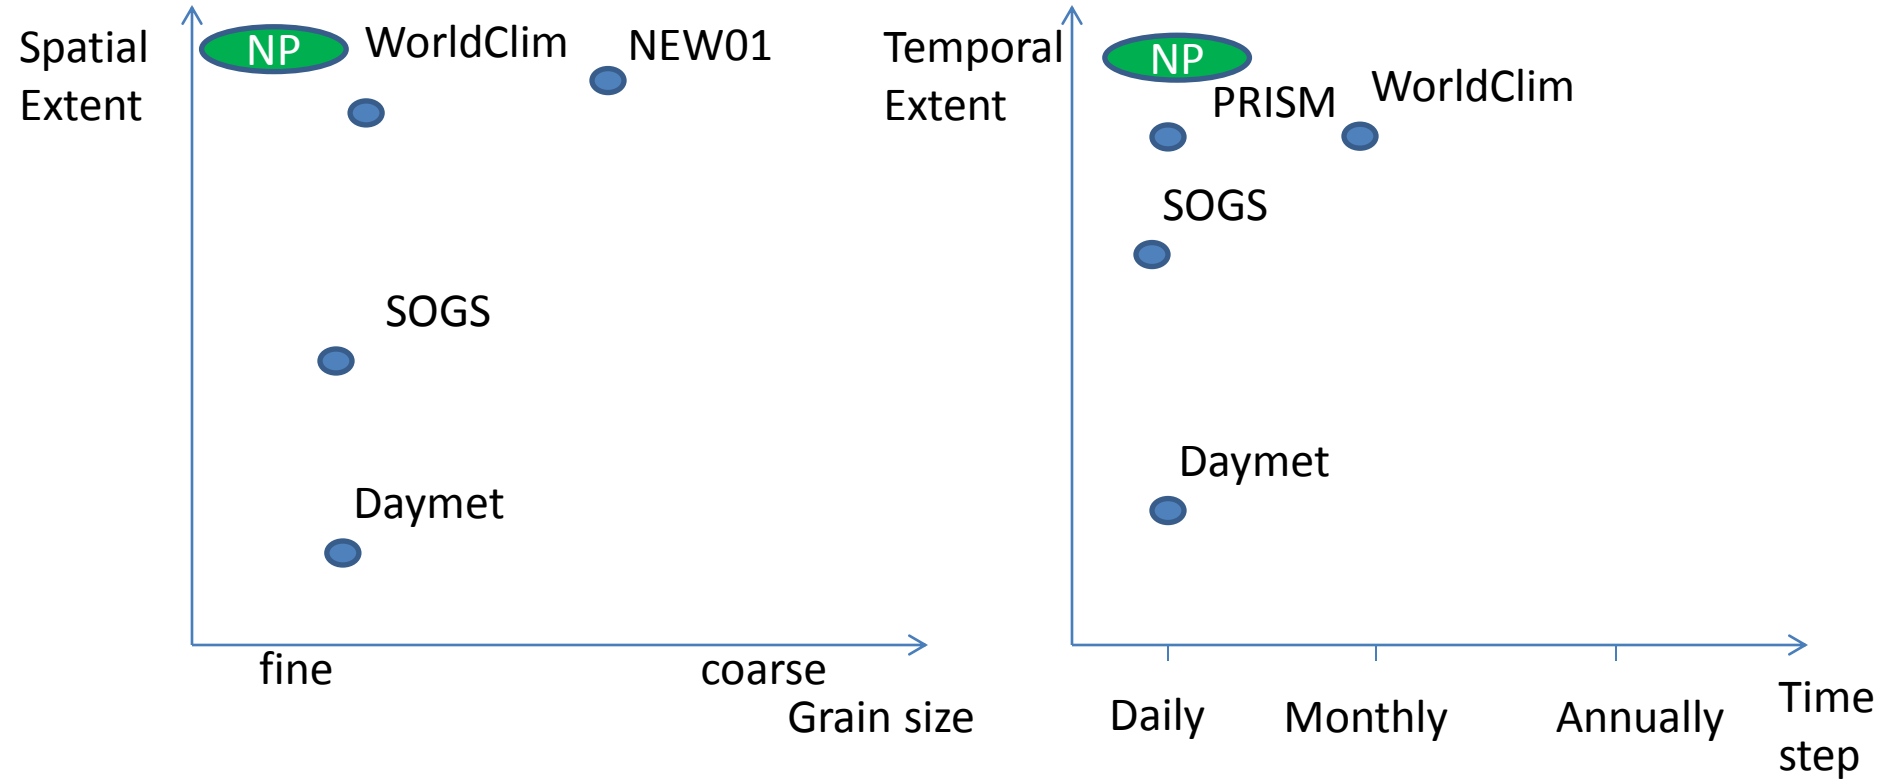 Spatial
Extent
NP
WorldClim
NEW01
SOGS
Daymet
fine
coarse
Grain size
Temporal
Extent
NP
PRISM
WorldClim
SOGS
Daymet
Daily
Monthly
Annually
Time
step